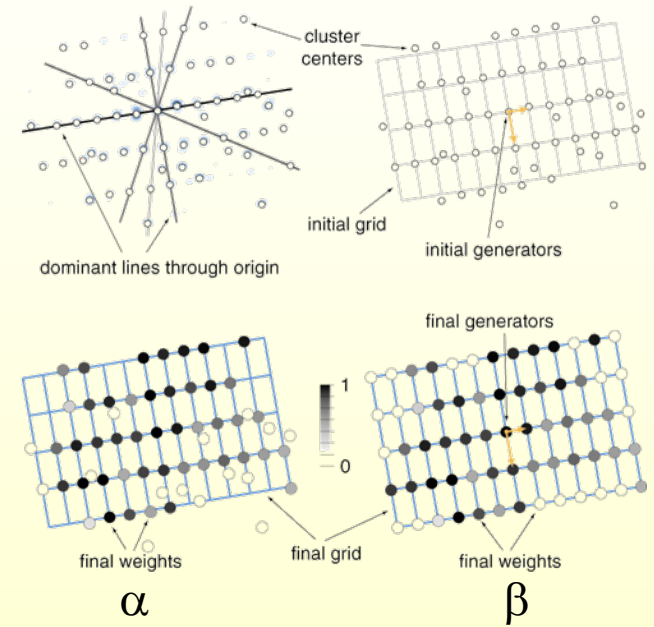 cluster
centers
initial grid
initial generators
dominant lines through origin
final generators
1
0
final weights
final grid
final weights
α
β